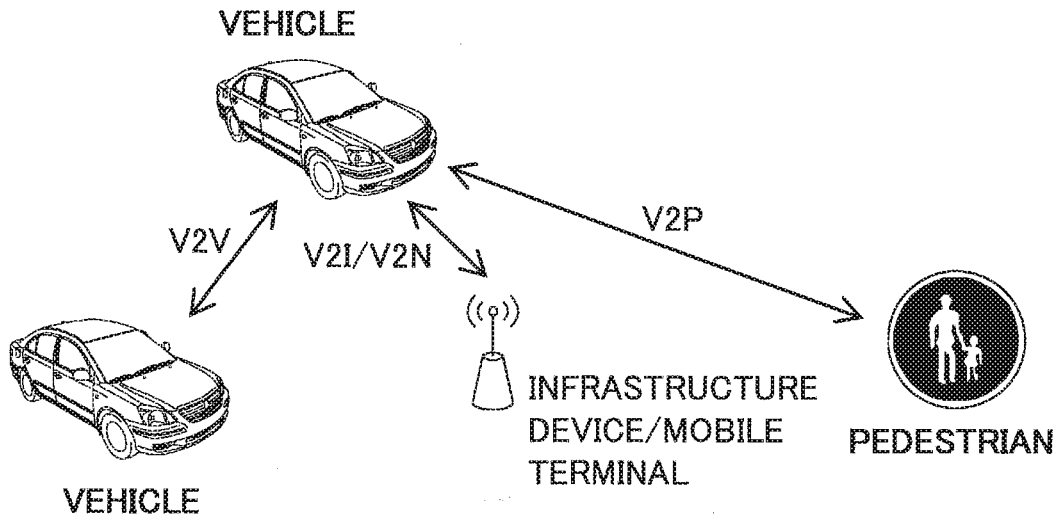 VEHICLE
V2V
V2I/V2N
V2P
INFRASTRUCTURE
DEVICE/MOBILE
TERMINAL
PEDESTRIAN
VEHICLE